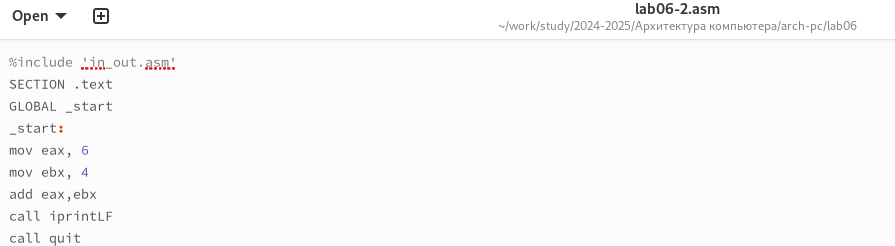 Open
lab06-2.asm
~/work/study/2024-2025/Архитектура компьютера/arch-pc/lab06
%include 'in_out.asm'
SECTION .text
GLOBAL _start
_start:
mov eax, 6
mov ebx, 4
add eax,ebx
call iprintLF
call quit